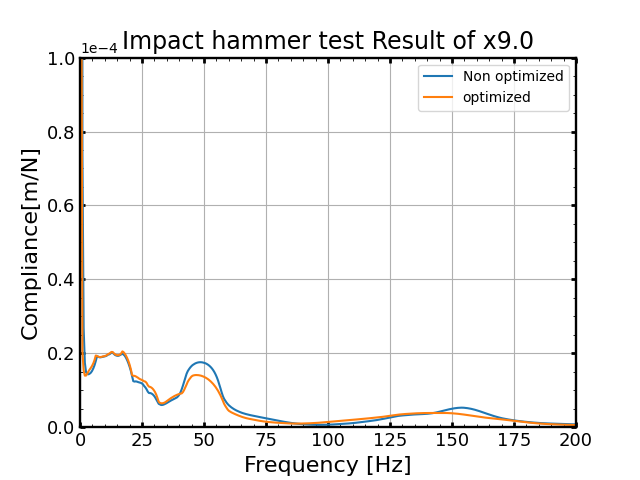 Impact hammer test Result of x9.0
1e−4
1.0
0.8
0.6
0.4
0.2
0.0
Compliance[m/N]
Non optimized
optimized
0 25 50 75 100 125 150 175 200
Frequency [Hz]